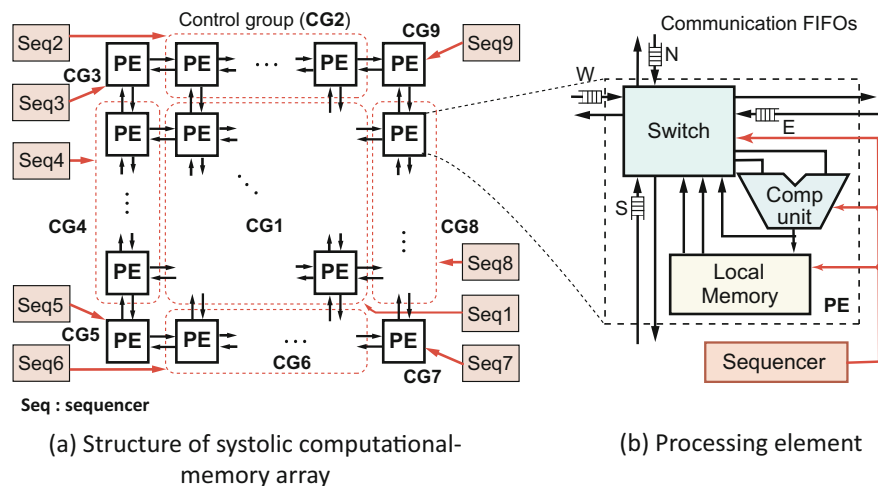 Control group (CG2)
Seq2
CG9
Seq9
PE
PE
...
PE
PE
CG3
Seq3
Seq4
PE
PE
PE
CG4
CG1
CG8
PE
PE
Seq8
Seq5
Seq1
CG5
PE
PE
...
PE
PE
Seq6
CG6
CG7
Seq7
Seq : sequencer
(a) Structure of systolic computational-
memory array
Communication FIFOs
N
W
E
Switch
Comp
unit
S
Local
Memory
PE
Sequencer
(b) Processing element